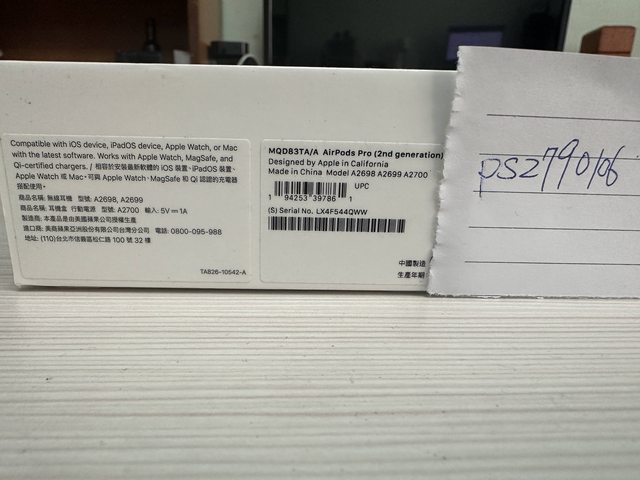 Compatible with iOS device, iPadOS device, Apple Watch, or Mac
with the latest software. Works with Apple Watch, MagSafe, and
Qi-certified chargers. / 相容於安裝最新軟體的 iOS 裝置、iPadOS 裝置、
Apple Watch 或 Mac。可與 Apple Watch、MagSafe 和 Qi 認證的充電器
搭配使用。
商品名稱: 無線耳機 型號: A2698, A2699
商品名稱: 耳機盒 行動電源 型號: A2700 輸入: 5V⎓1A
製造商: 本產品是由美國蘋果公司授權生產
進口商: 美商蘋果亞洲股份有限公司台灣分公司 電話: 0800-095-988
地址: (110)台北市信義區松仁路 100 號 32 樓
TAB26-10542-A
MQD83TA/A AirPods Pro (2nd generation)
Designed by Apple in California
Made in China Model A2698 A2699 A2700
UPC
1 94253 39786 1
(S) Serial No. LX4F544QWW
中國製造
生產年期
ps2790106